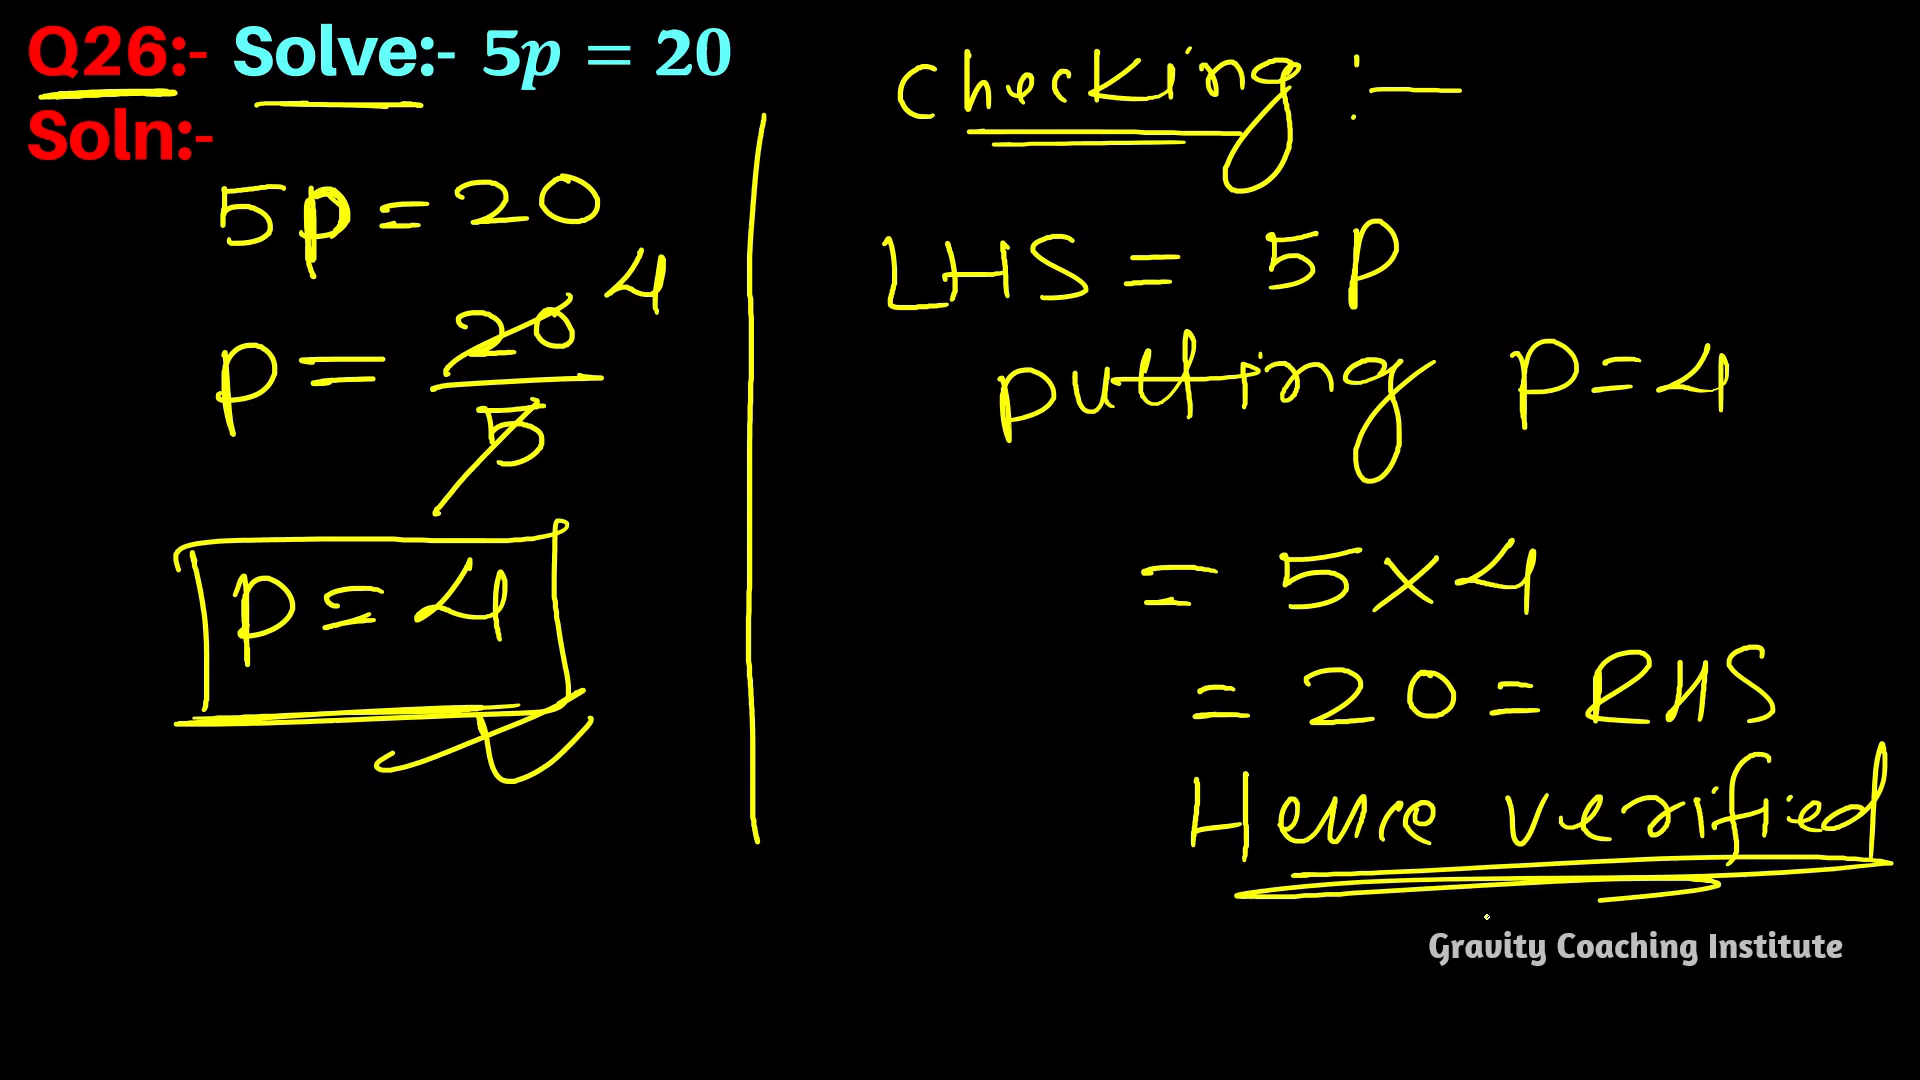 Q26:- Solve:- 5p = 20
Soln:-
5p = 20
p = 20/5 4
p = 4
Checking :-
LHS = 5p
putting p = 4
= 5 × 4
= 20 = RHS
Hence verified
Gravity Coaching Institute